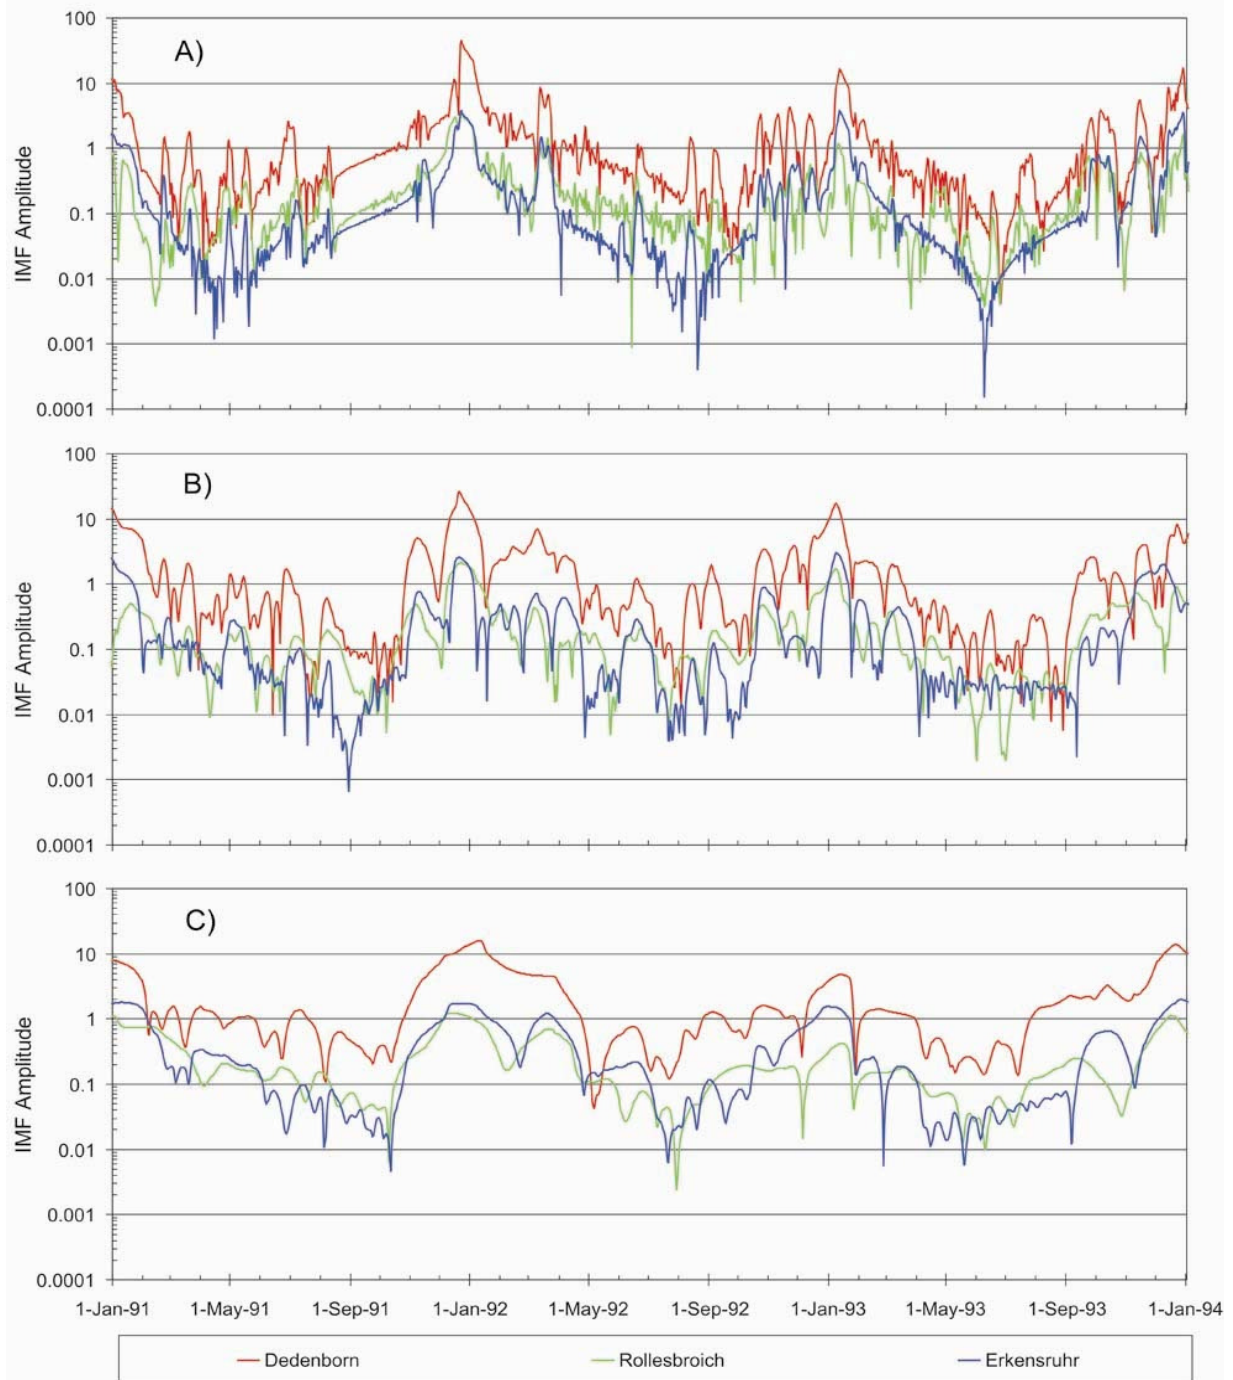 A)
100
10
1
0.1
0.01
0.001
0.0001
IMF Amplitude
B)
100
10
1
0.1
0.01
0.001
0.0001
IMF Amplitude
C)
100
10
1
0.1
0.01
0.001
0.0001
IMF Amplitude
1-Jan-91 1-May-91 1-Sep-91 1-Jan-92 1-May-92 1-Sep-92 1-Jan-93 1-May-93 1-Sep-93 1-Jan-94
Dedenborn Rollesbroich Erkensruhr